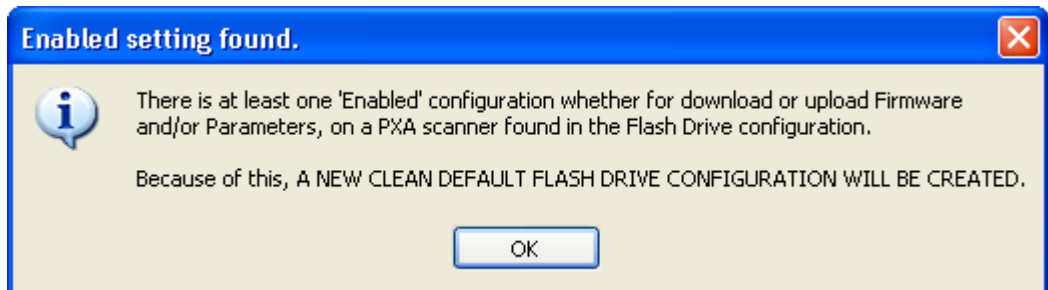 Enabled setting found.
There is at least one 'Enabled' configuration whether for download or upload Firmware
and/or Parameters, on a PXA scanner found in the Flash Drive configuration.
Because of this, A NEW CLEAN DEFAULT FLASH DRIVE CONFIGURATION WILL BE CREATED.
OK